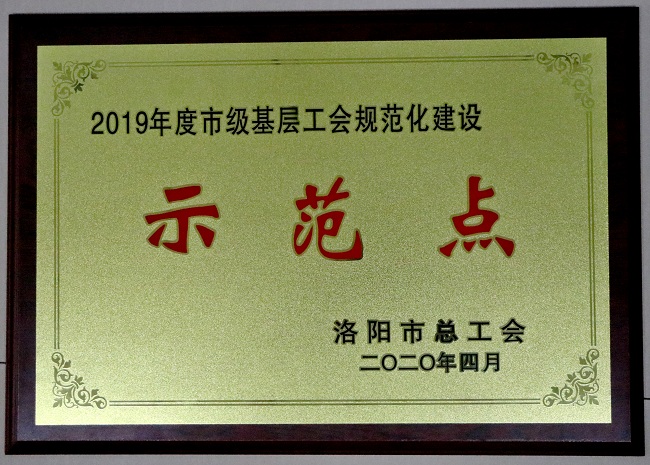 2019年度市级基层工会规范化建设
示范点
洛阳市总工会
二〇二〇年四月